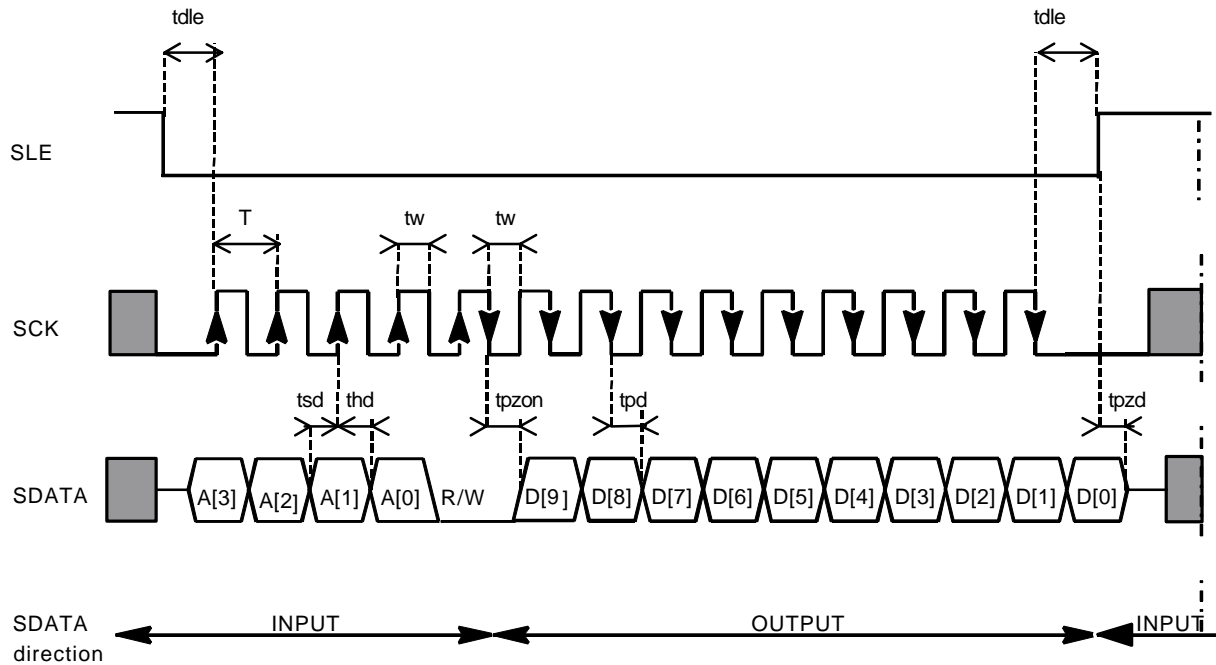 tdle tdle
SLE
T tw tw
SCK
tsd thd tpzon tpd tpzd
SDATA A[3] A[2] A[1] A[0] R/W D[9] D[8] D[7] D[6] D[5] D[4] D[3] D[2] D[1] D[0]
SDATA INPUT OUTPUT INPUT
direction